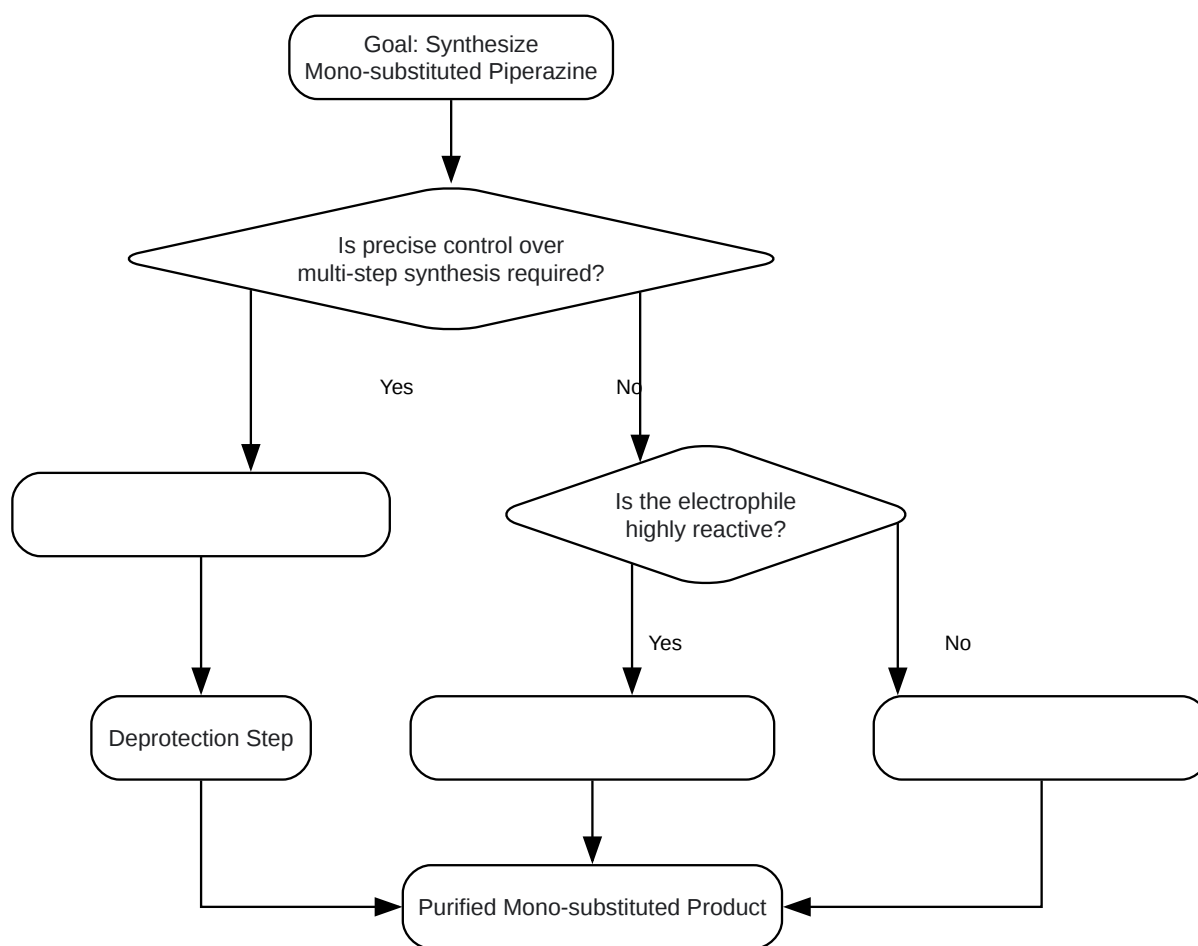 Goal: Synthesize
Mono-substituted Piperazine
Is precise control over
multi-step synthesis required?
Yes
No
Is the electrophile
highly reactive?
Yes
No
Deprotection Step
Purified Mono-substituted Product